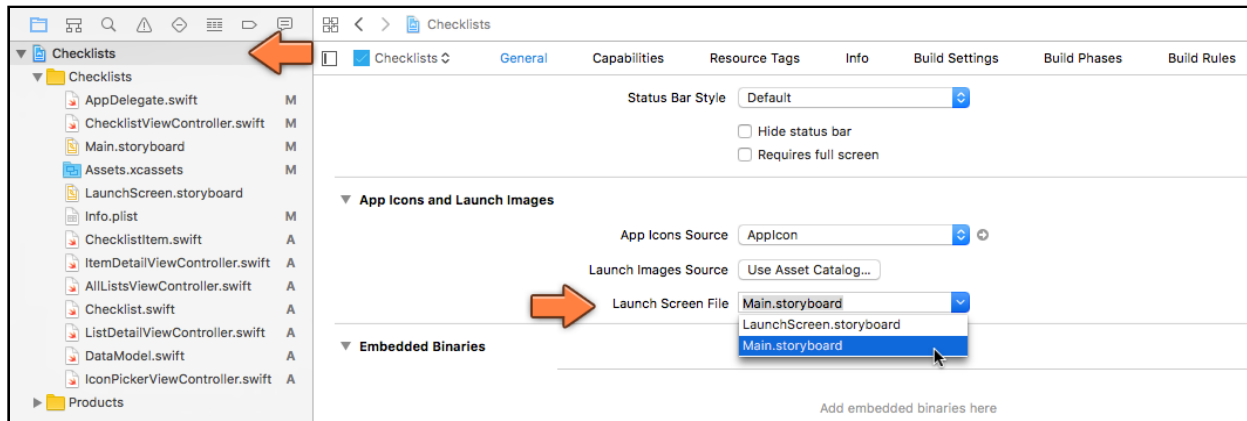 Checklists
Checklists
Checklists
AppDelegate.swift M
ChecklistViewController.swift M
Main.storyboard M
Assets.xcassets M
LaunchScreen.storyboard
Info.plist M
ChecklistItem.swift A
ItemDetailViewController.swift A
AllListsViewController.swift A
Checklist.swift A
ListDetailViewController.swift A
DataModel.swift A
IconPickerViewController.swift A
Products
Checklists General Capabilities Resource Tags Info Build Settings Build Phases Build Rules
Status Bar Style Default
Hide status bar
Requires full screen
App Icons and Launch Images
App Icons Source AppIcon
Launch Images Source Use Asset Catalog...
Launch Screen File Main.storyboard
LaunchScreen.storyboard
Main.storyboard
Embedded Binaries
Add embedded binaries here